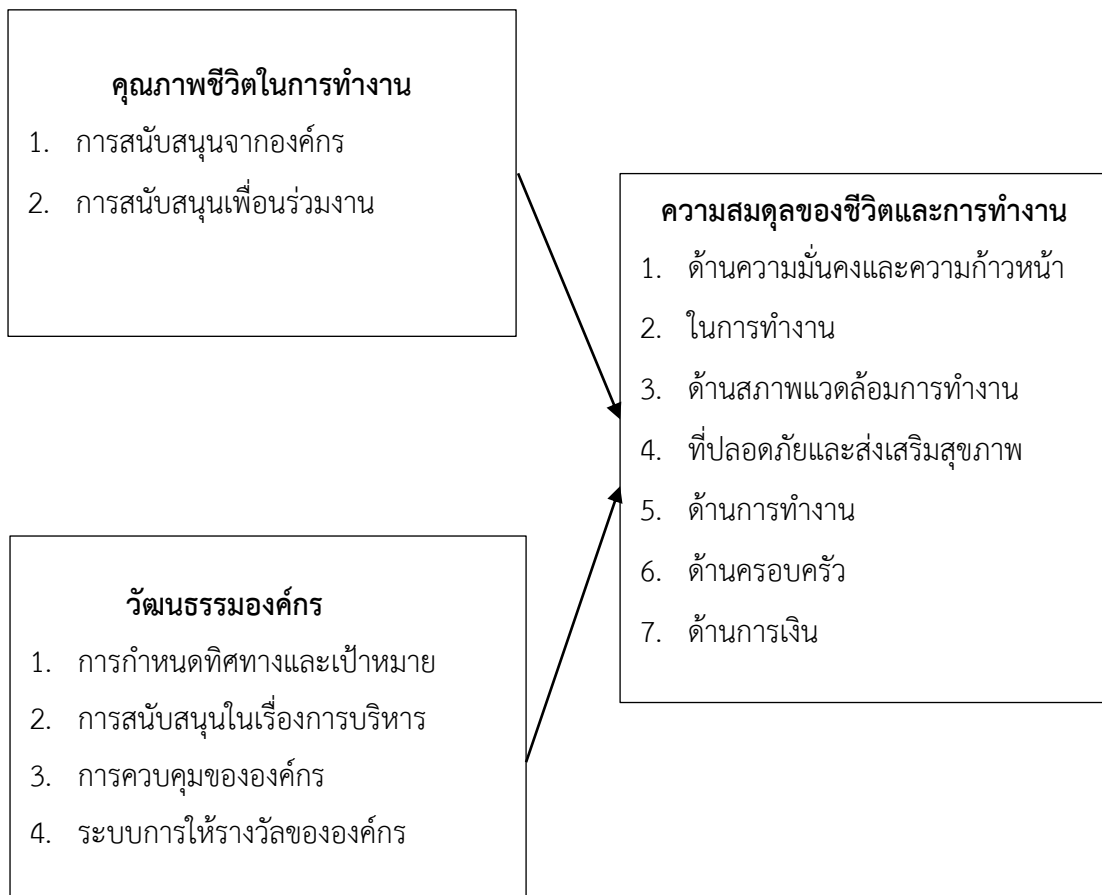 คุณภาพชีวิตในการทำงาน
1. การสนับสนุนจากองค์กร
2. การสนับสนุนเพื่อนร่วมงาน
ความสมดุลของชีวิตและการทำงาน
1. ด้านความมั่นคงและความก้าวหน้า
2. ในการทำงาน
3. ด้านสภาพแวดล้อมการทำงาน
4. ที่ปลอดภัยและส่งเสริมสุขภาพ
5. ด้านการทำงาน
6. ด้านครอบครัว
7. ด้านการเงิน
วัฒนธรรมองค์กร
1. การกำหนดทิศทางและเป้าหมาย
2. การสนับสนุนในเรื่องการบริหาร
3. การควบคุมขององค์กร
4. ระบบการให้รางวัลขององค์กร